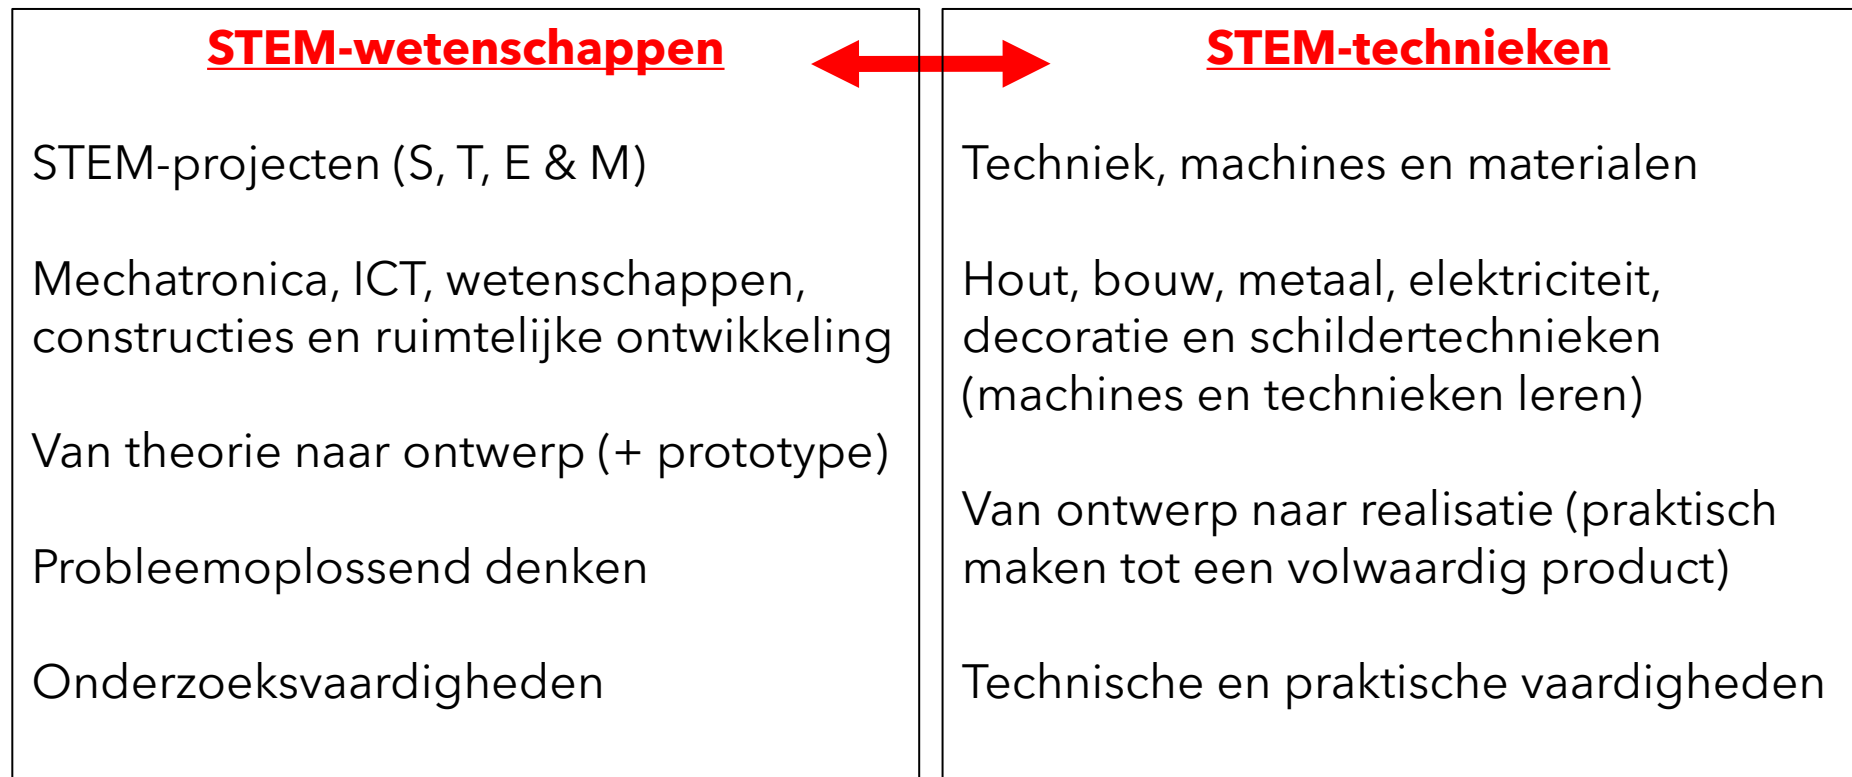 STEM-wetenschappen
STEM-projecten (S, T, E & M)
Mechatronica, ICT, wetenschappen,
constructies en ruimtelijke ontwikkeling
Van theorie naar ontwerp (+ prototype)
Probleemoplossend denken
Onderzoeksvaardigheden
STEM-technieken
Techniek, machines en materialen
Hout, bouw, metaal, elektriciteit,
decoratie en schildertechnieken
(machines en technieken leren)
Van ontwerp naar realisatie (praktisch
maken tot een volwaardig product)
Technische en praktische vaardigheden